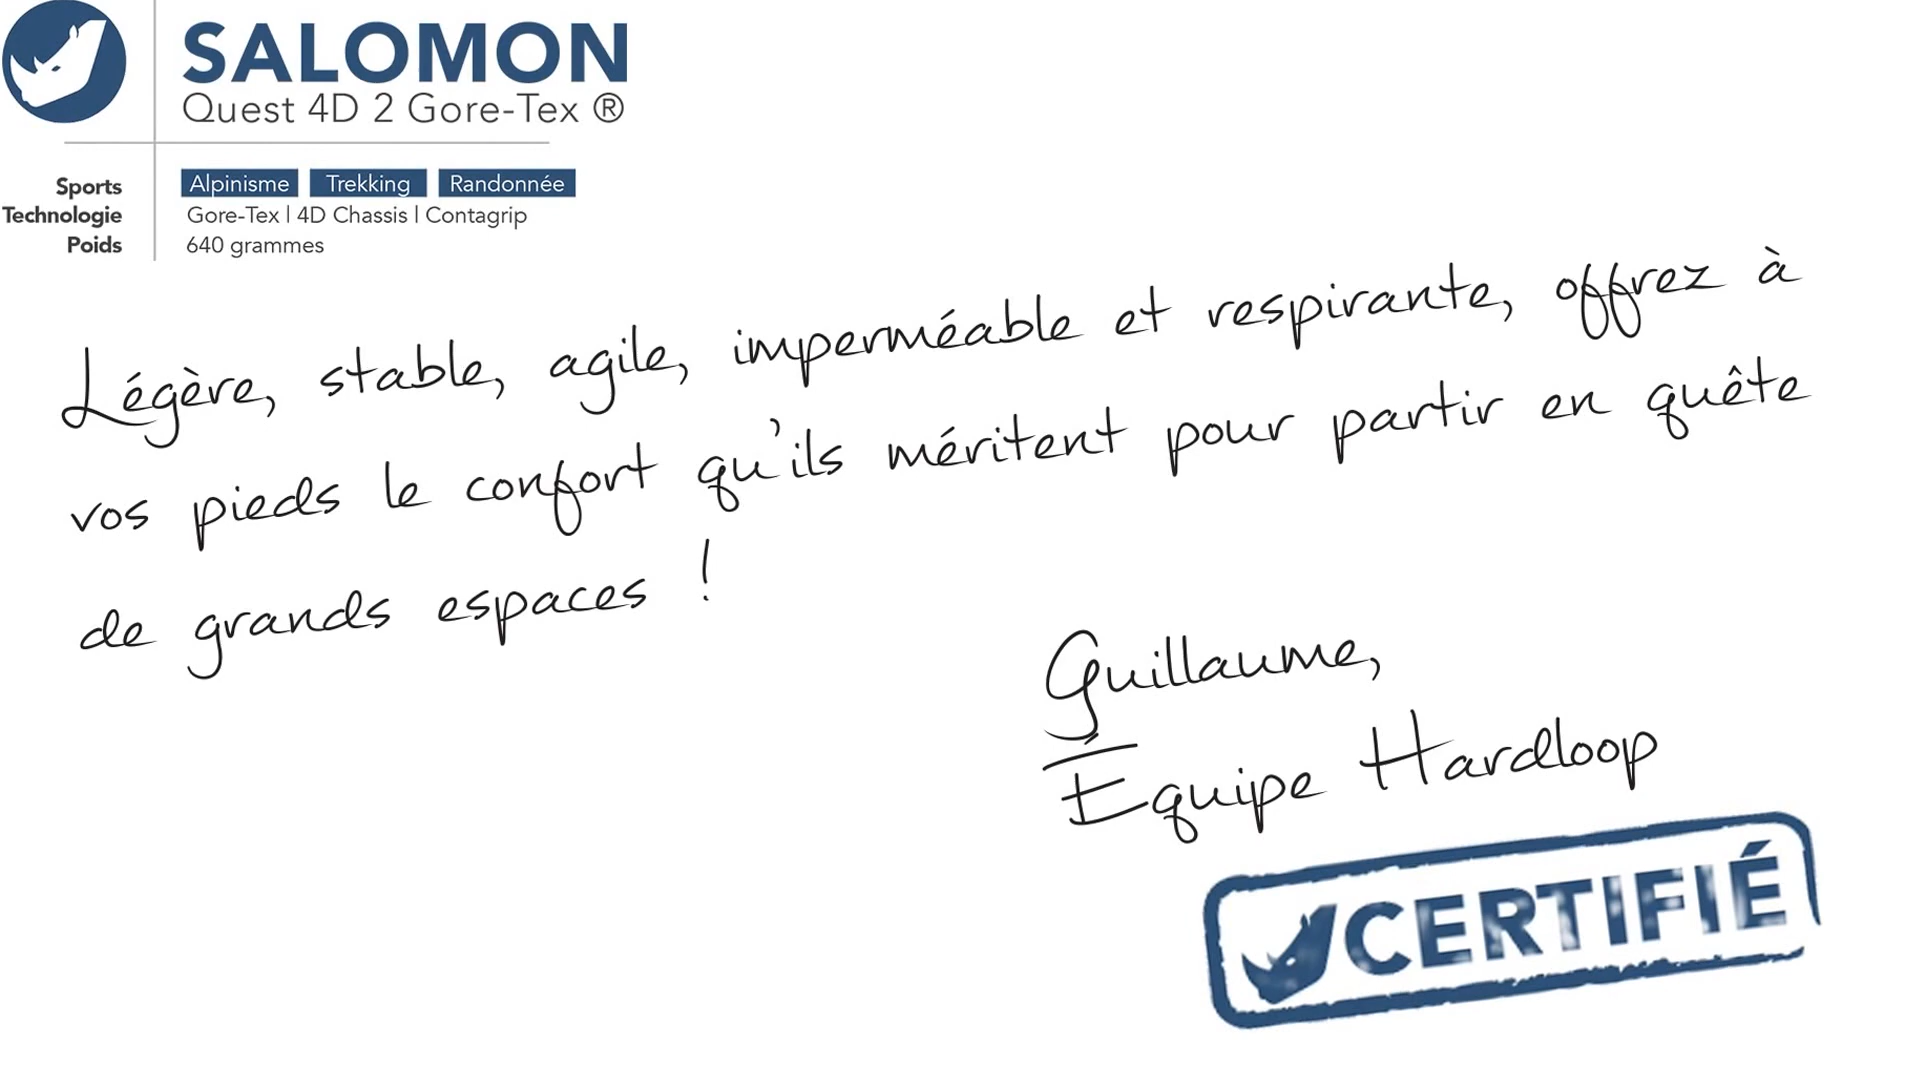 SALOMON
Quest 4D 2 Gore-Tex ®
Sports Alpinisme Trekking Randonnée
Technologie Gore-Tex | 4D Chassis | Contagrip
Poids 640 grammes
Légère, stable, agile, imperméable et respirante, offrez à
vos pieds le confort qu'ils méritent pour partir en quête
de grands espaces !
Guillaume,
Équipe Hardloop
CERTIFIÉ